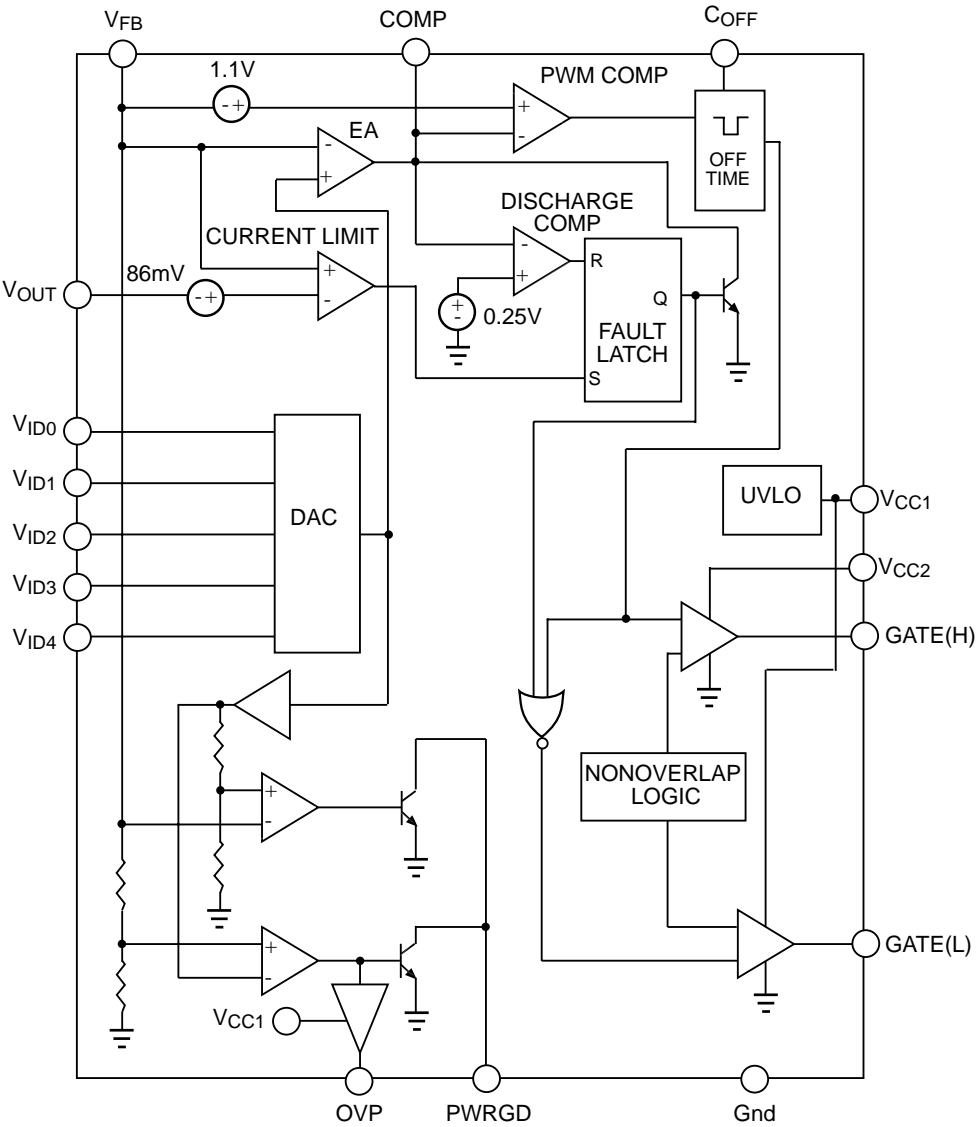 VFB
COMP
COFF
1.1V
- +
PWM COMP
+
-
EA
-
+
OFF
TIME
DISCHARGE
COMP
CURRENT LIMIT
-
+
R
VOUT
86mV
- +
+
-
+
-
0.25V
Q
FAULT
LATCH
S
VID0
VID1
VID2
VID3
VID4
DAC
UVLO
VCC1
VCC2
GATE(H)
+
-
NONOVERLAP
LOGIC
+
-
GATE(L)
VCC1
OVP
PWRGD
Gnd